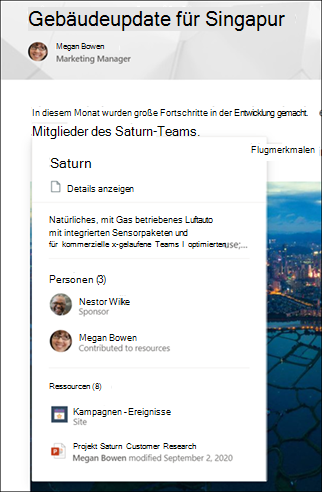 Gebäudeupdate für Singapur
Megan Bowen
Marketing Manager
In diesem Monat wurden große Fortschritte in der Entwicklung gemacht.
Mitglieder des Saturn-Teams.
Flugmerkmalen
Saturn
Details anzeigen
Natürliches, mit Gas betriebenes Luftauto
mit integrierten Sensorpaketen und
für kommerzielle x-gelaufene Teams I optimierten use;...
Personen (3)
Nestor Wilke
Sponsor
Megan Bowen
Contributed to resources
Ressourcen (8)
Kampagnen-Ereignisse
Site
Projekt Saturn Customer Research
Megan Bowen modified September 2, 2020